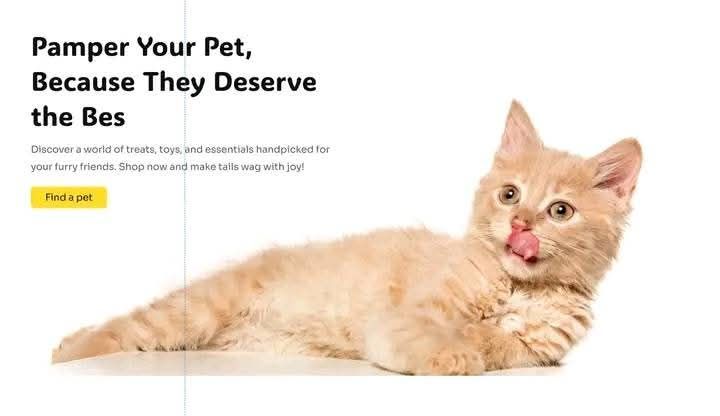 Pamper Your Pet,
Because They Deserve
the Bes
Discover a world of treats, toys, and essentials handpicked for
your furry friends. Shop now and make tails wag with joy!
Find a pet